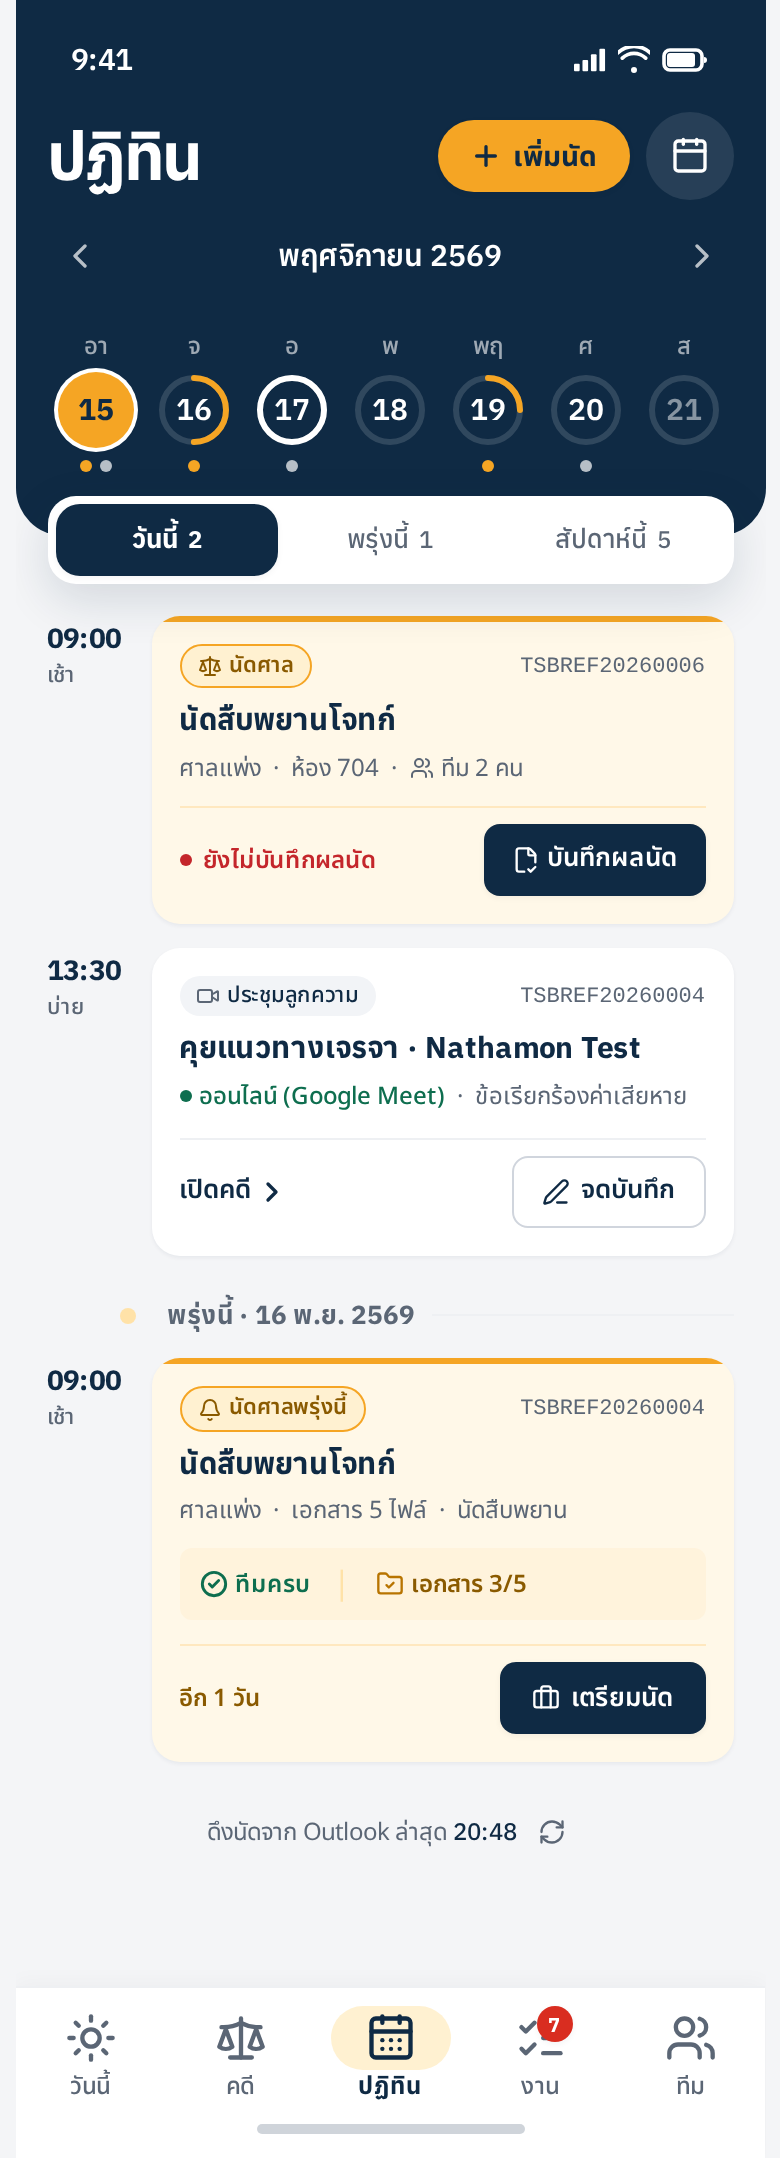 9:41
ปฏิทิน
เพิ่มนัด
พฤศจิกายน 2569
อา จ อ พ พฤ ศ ส
15 16 17 18 19 20 21
วันนี้ 2 พรุ่งนี้ 1 สัปดาห์นี้ 5
09:00
เช้า
นัดศาล TSBREF20260006
นัดสืบพยานโจทก์
ศาลแพ่ง · ห้อง 704 · ทีม 2 คน
ยังไม่บันทึกผลนัด บันทึกผลนัด
13:30
บ่าย
ประชุมลูกความ TSBREF20260004
คุยแนวทางเจรจา · Nathamon Test
ออนไลน์ (Google Meet) · ข้อเรียกร้องค่าเสียหาย
เปิดคดี จดบันทึก
พรุ่งนี้ · 16 พ.ย. 2569
09:00
เช้า
นัดศาลพรุ่งนี้ TSBREF20260004
นัดสืบพยานโจทก์
ศาลแพ่ง · เอกสาร 5 ไฟล์ · นัดสืบพยาน
ทีมครบ เอกสาร 3/5
อีก 1 วัน เตรียมนัด
ดึงนัดจาก Outlook ล่าสุด 20:48
7
วันนี้ คดี ปฏิทิน งาน ทีม